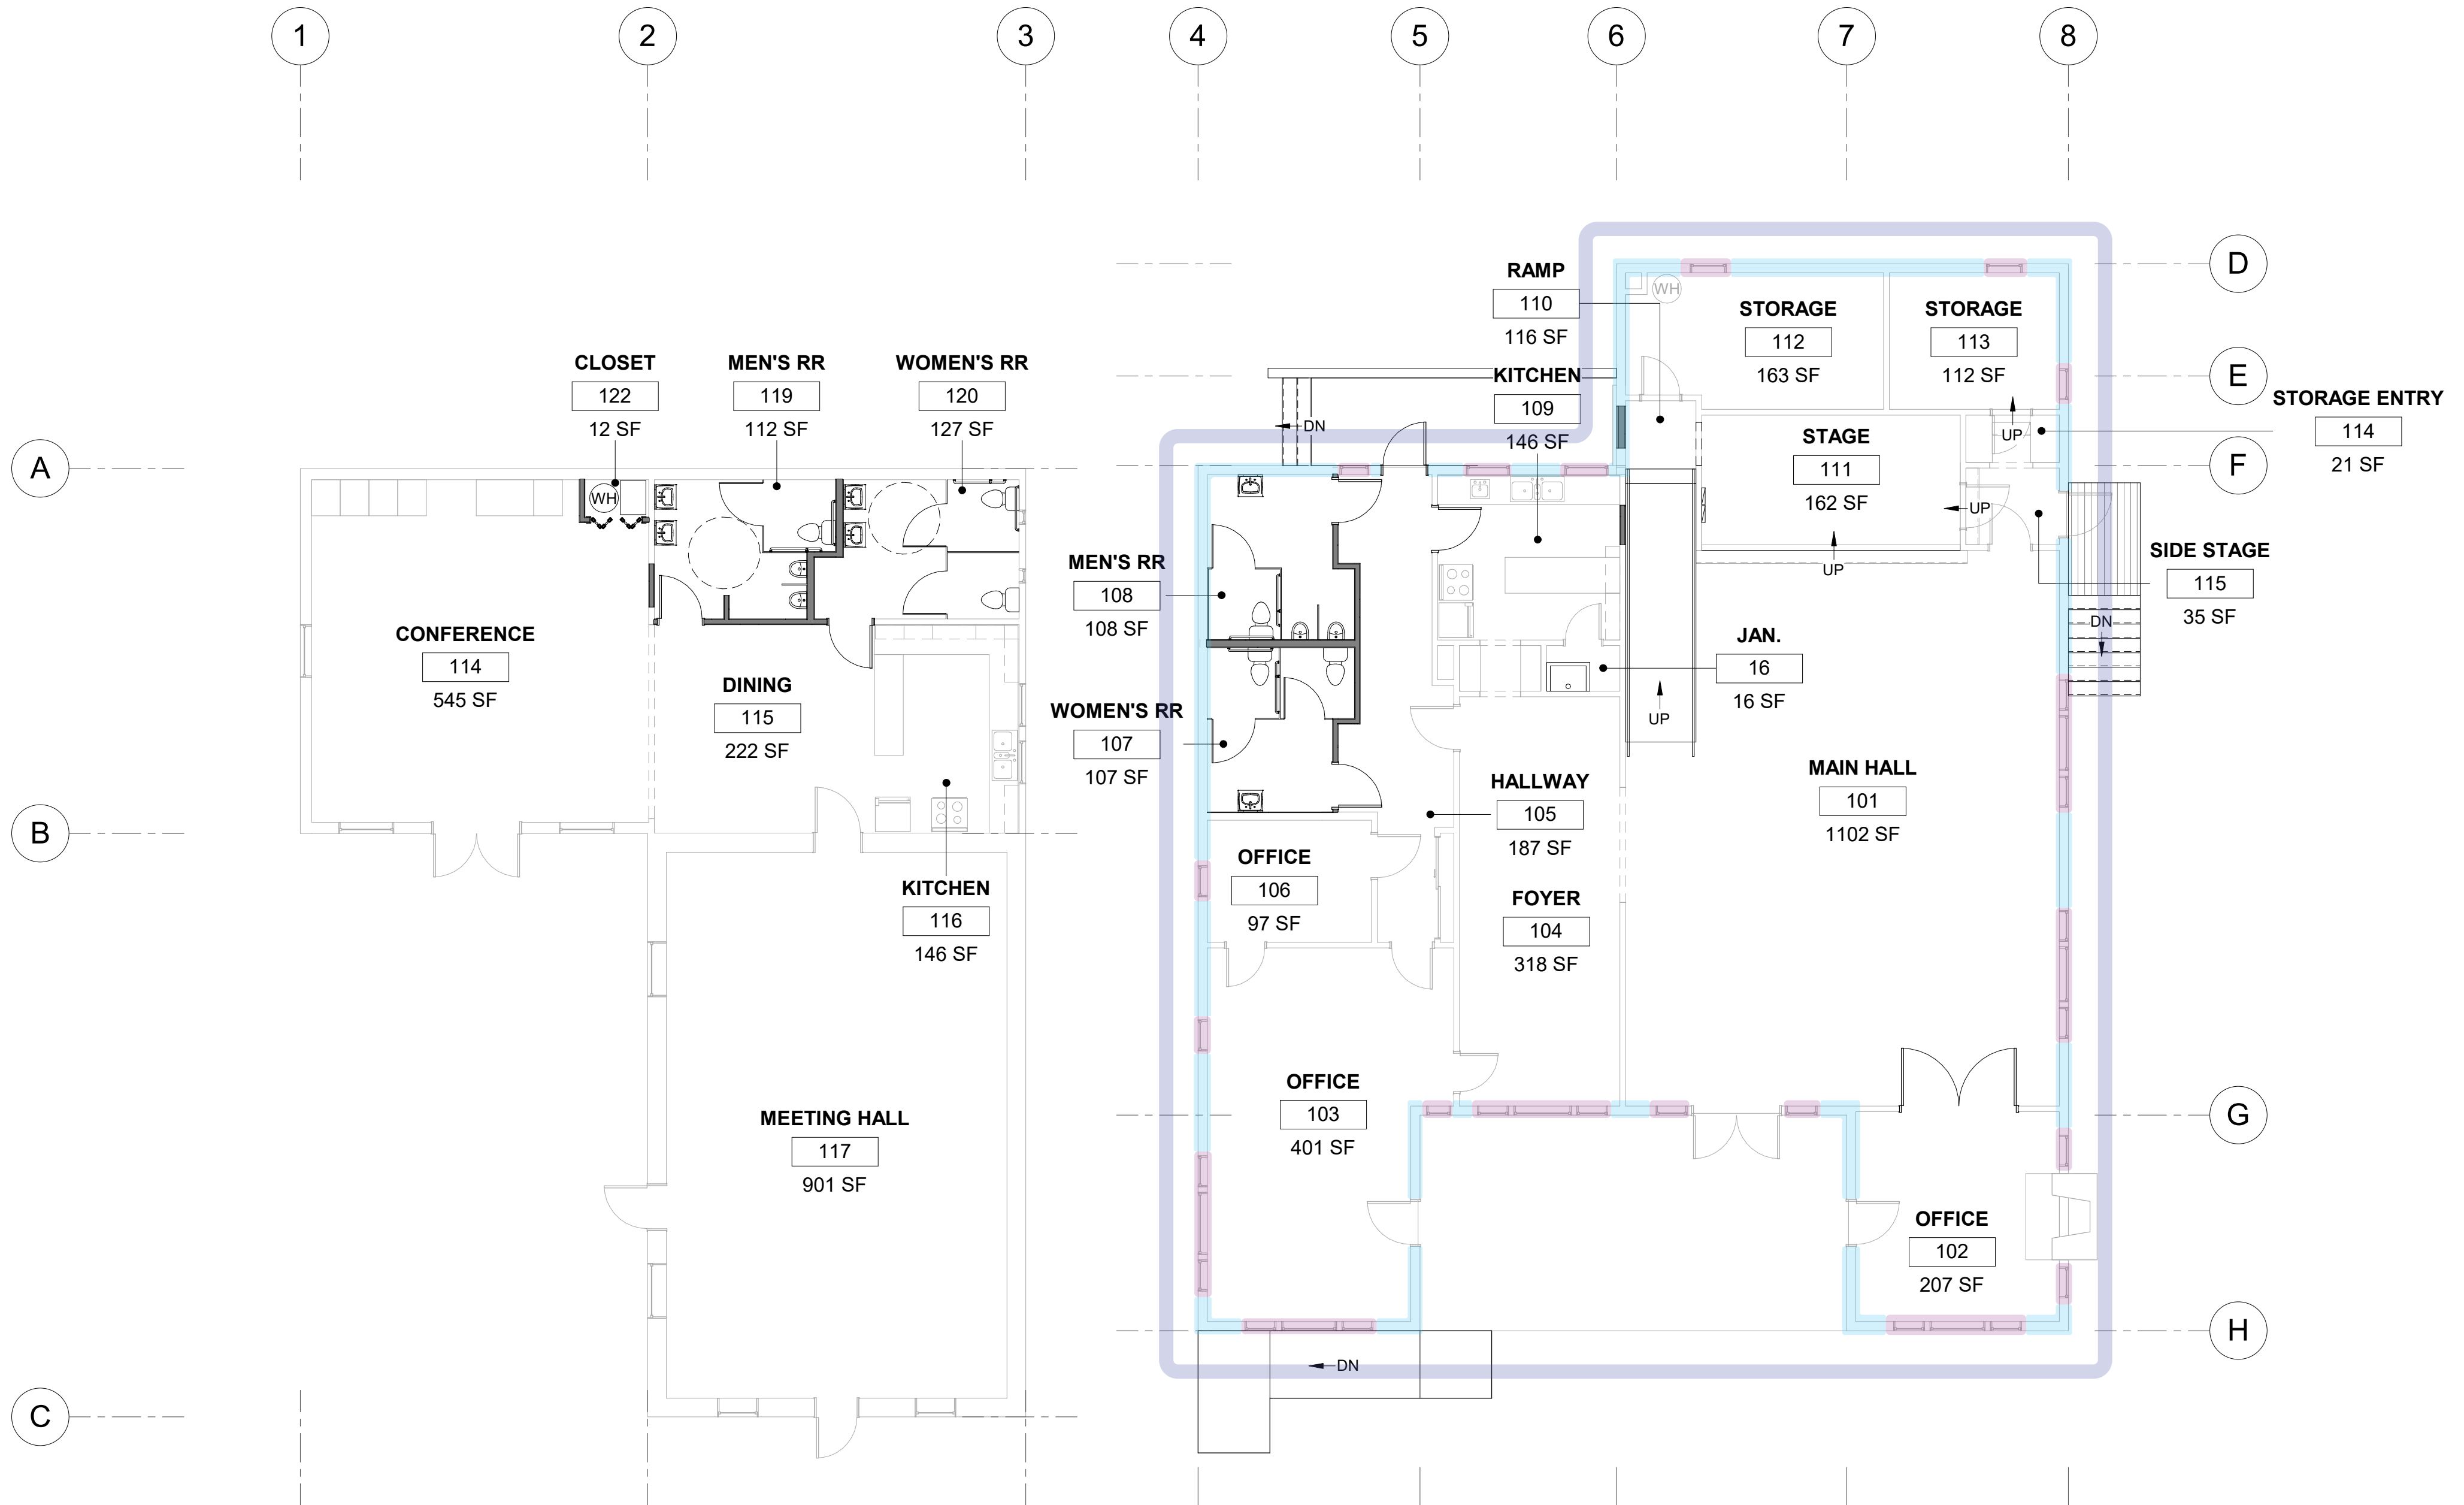 1
2
3
4
5
6
7
8
D
E
F
G
H
A
B
C
RAMP
110
116 SF
KITCHEN
109
146 SF
WH
STORAGE
112
163 SF
STORAGE
113
112 SF
STORAGE ENTRY
114
21 SF
STAGE
111
162 SF
UP
UP
UP
DN
SIDE STAGE
115
35 SF
DN
CLOSET
122
12 SF
MEN'S RR
119
112 SF
WOMEN'S RR
120
127 SF
WH
CONFERENCE
114
545 SF
DINING
115
222 SF
KITCHEN
116
146 SF
MEETING HALL
117
901 SF
MEN'S RR
108
108 SF
WOMEN'S RR
107
107 SF
JAN.
16
16 SF
UP
HALLWAY
105
187 SF
MAIN HALL
101
1102 SF
OFFICE
106
97 SF
FOYER
104
318 SF
OFFICE
103
401 SF
OFFICE
102
207 SF
DN